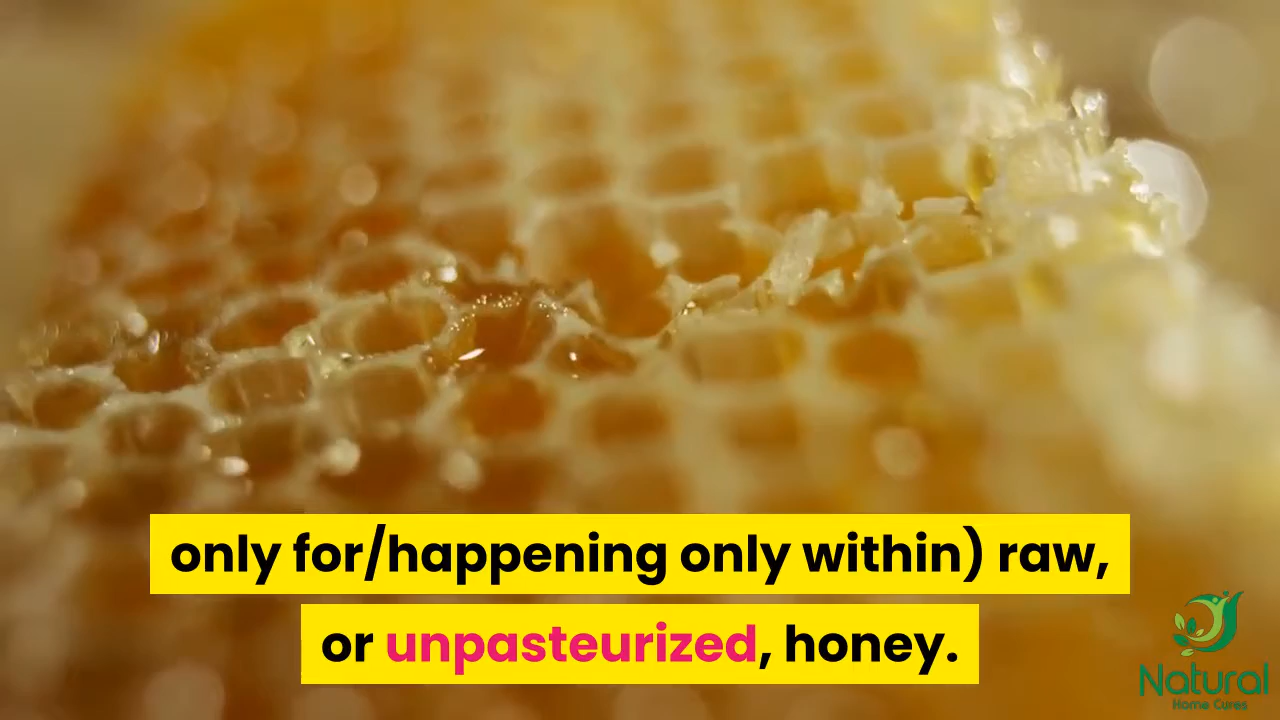 only for/happening only within) raw,
or unpasteurized, honey.
Natural
Home Cures